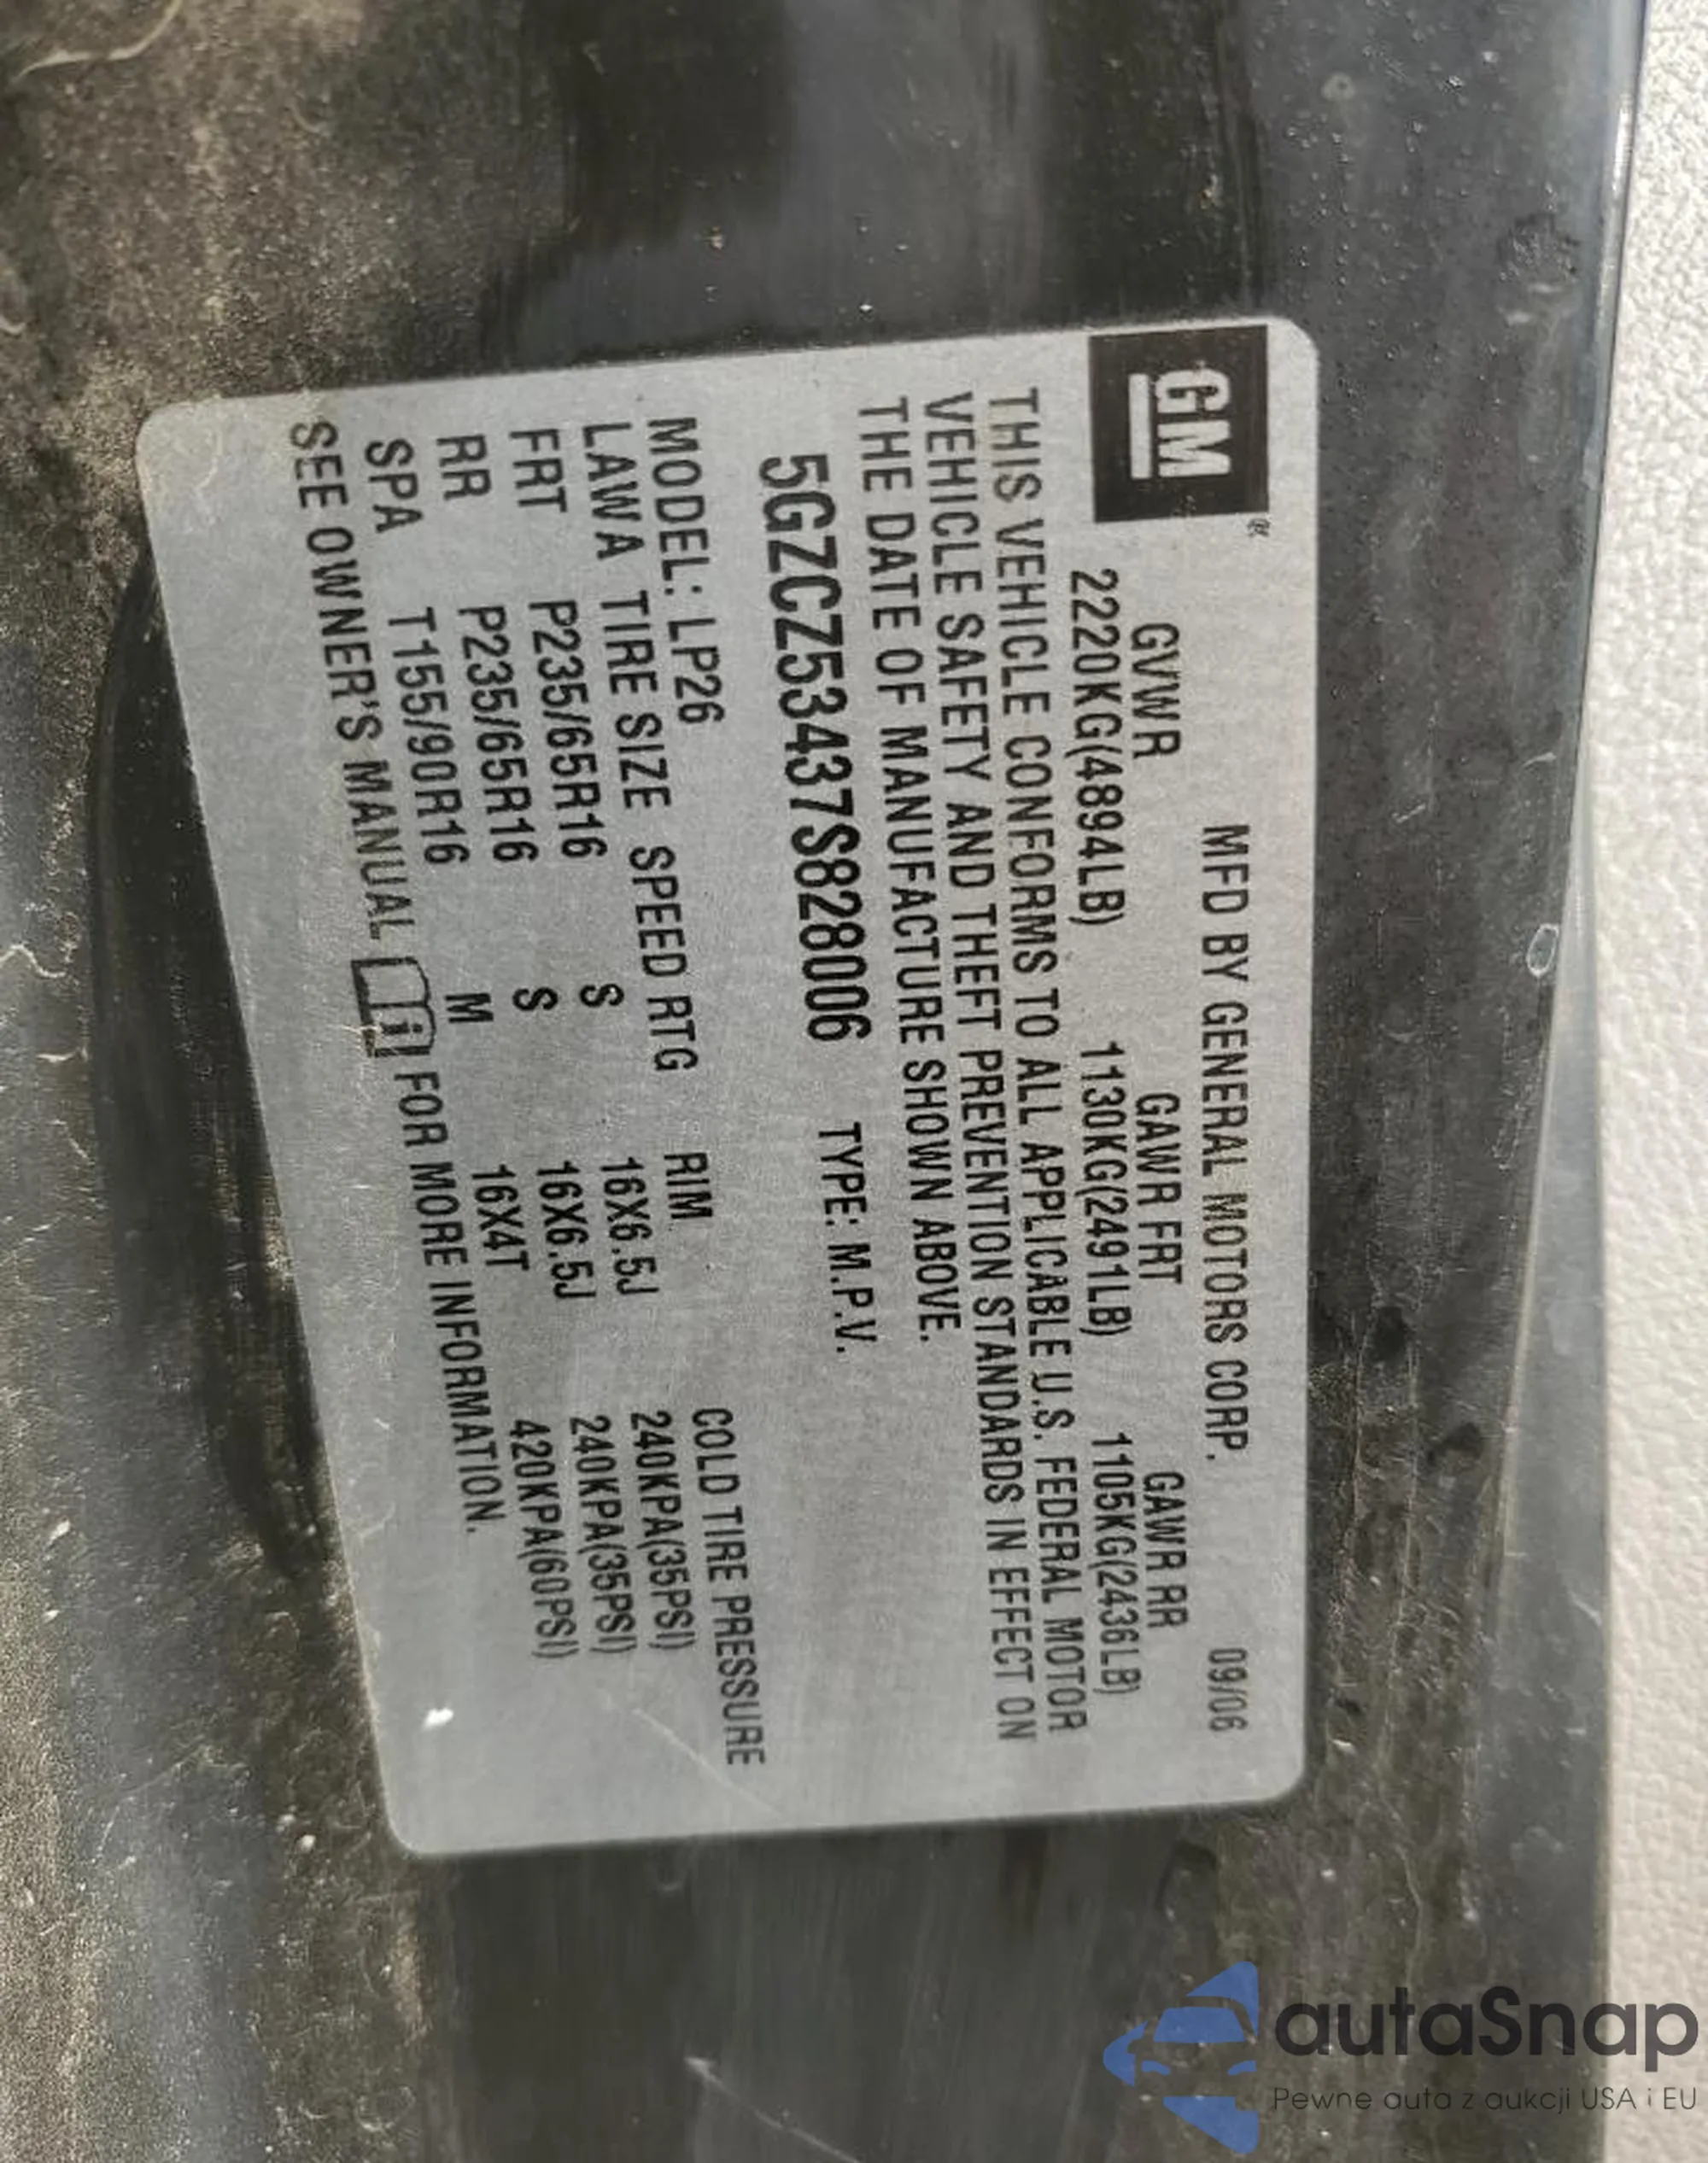 GM®
MFD BY GENERAL MOTORS CORP. 09/06
GVWR GAWR FRT GAWR RR
2220KG(4894LB) 1130KG(2491LB) 1105KG(2436LB)
THIS VEHICLE CONFORMS TO ALL APPLICABLE U.S. FEDERAL MOTOR
VEHICLE SAFETY AND THEFT PREVENTION STANDARDS IN EFFECT ON
THE DATE OF MANUFACTURE SHOWN ABOVE.
5GZCZ53437S828006 TYPE: M.P.V.
MODEL: LP26
LAWA TIRE SIZE SPEED RTG RIM COLD TIRE PRESSURE
FRT P235/65R16 S 16X6.5J 240KPA(35PSI)
RR P235/65R16 S 16X6.5J 240KPA(35PSI)
SPA T155/90R16 M 16X4T 420KPA(60PSI)
SEE OWNER'S MANUAL i FOR MORE INFORMATION.
autaSnap
Pewne auta z aukcji USA i EU